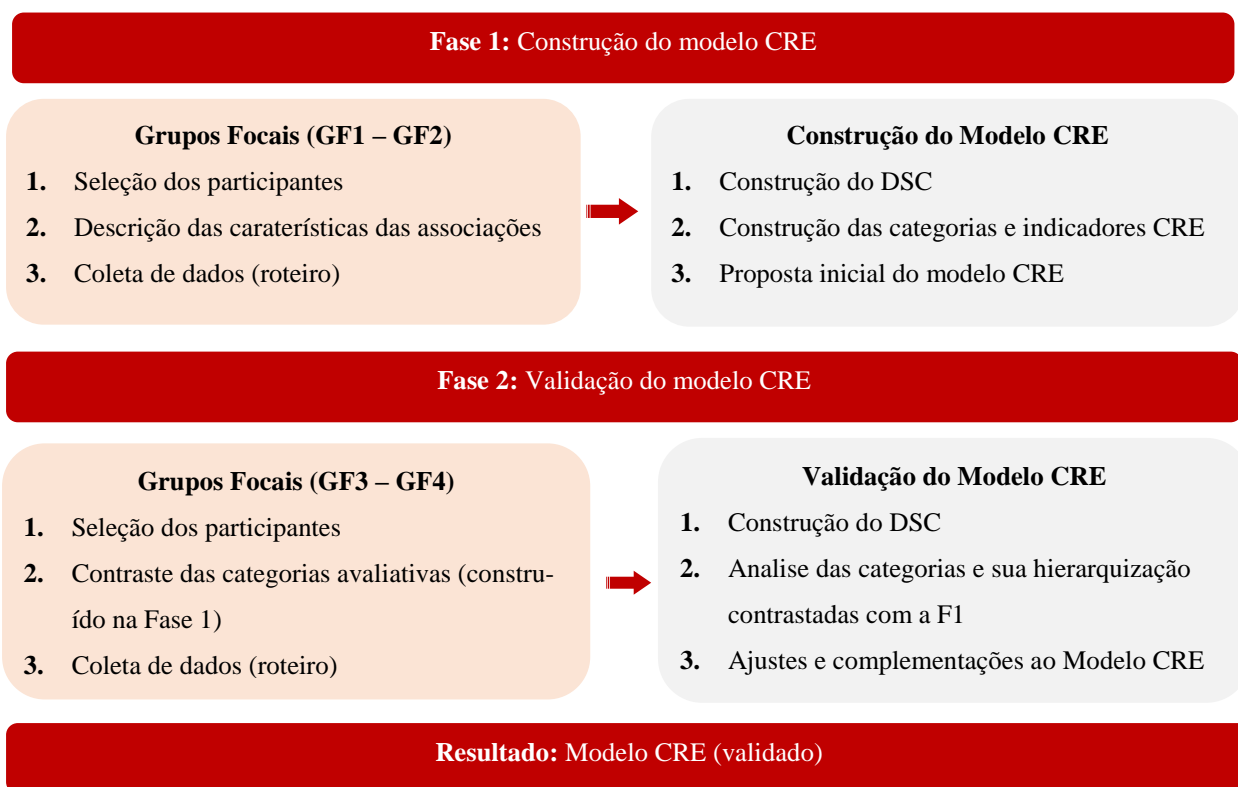 Fase 1: Construção do modelo CRE
Grupos Focais (GF1 – GF2)
1. Seleção dos participantes
2. Descrição das caraterísticas das associações
3. Coleta de dados (roteiro)
Construção do Modelo CRE
1. Construção do DSC
2. Construção das categorias e indicadores CRE
3. Proposta inicial do modelo CRE
Fase 2: Validação do modelo CRE
Grupos Focais (GF3 – GF4)
1. Seleção dos participantes
2. Contraste das categorias avaliativas (constru-
ído na Fase 1)
3. Coleta de dados (roteiro)
Validação do Modelo CRE
1. Construção do DSC
2. Analise das categorias e sua hierarquização
contrastadas com a F1
3. Ajustes e complementações ao Modelo CRE
Resultado: Modelo CRE (validado)